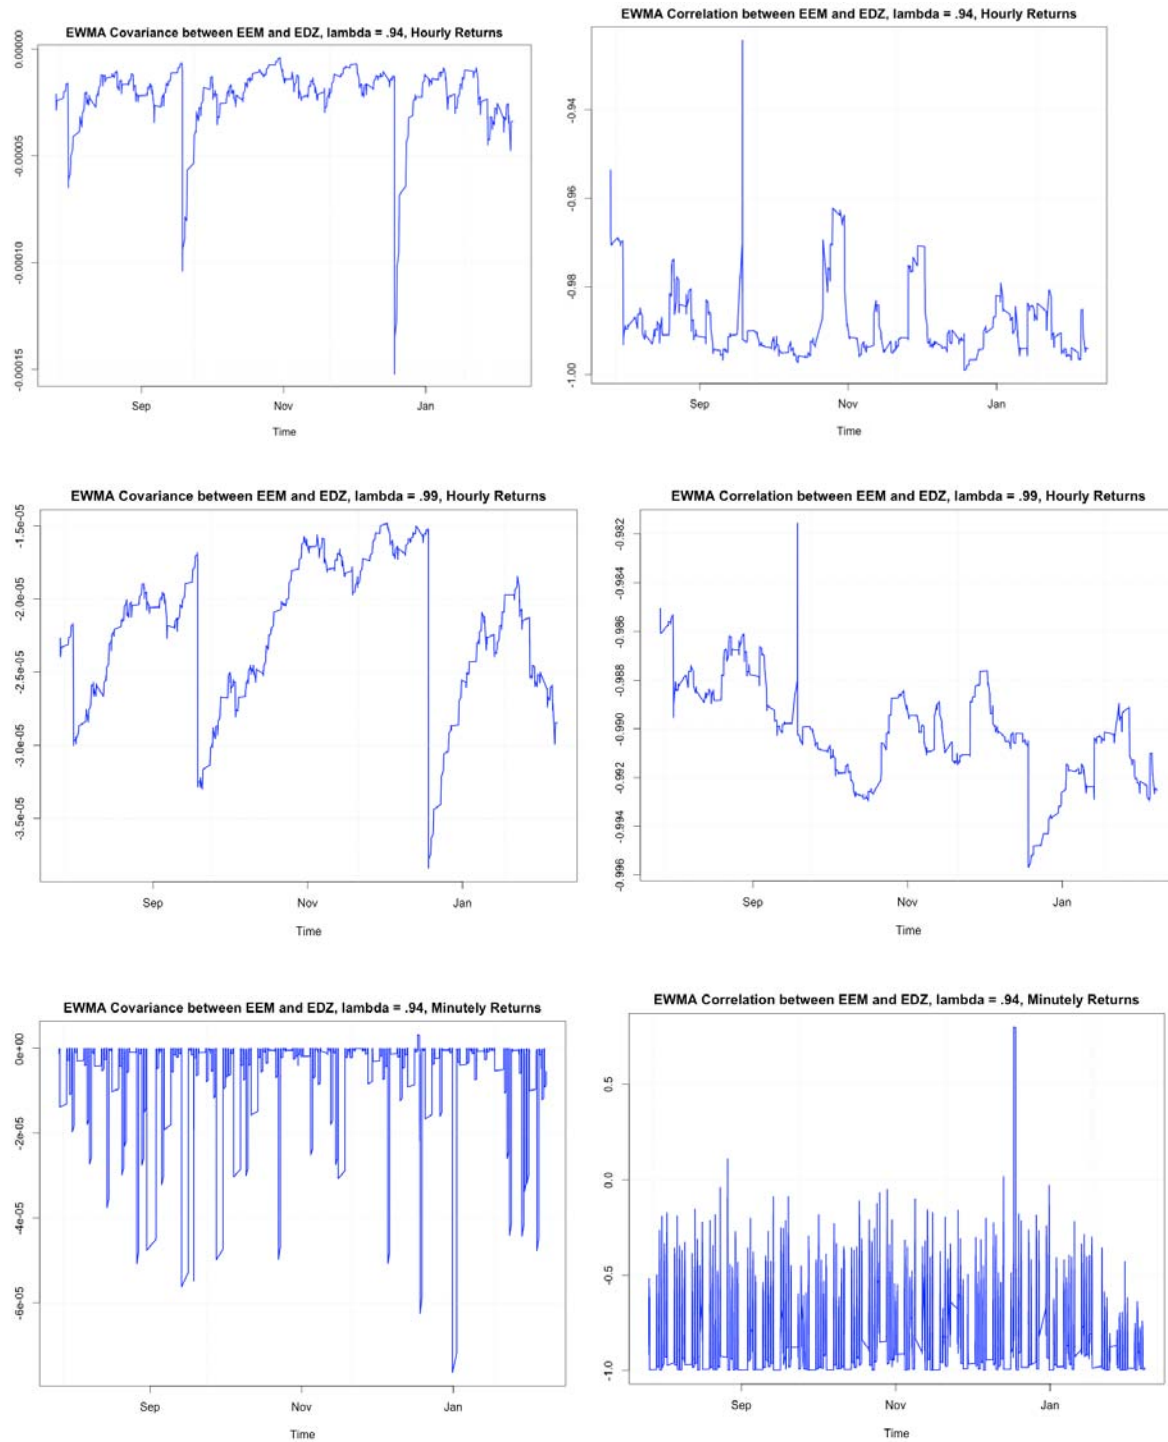 EWMA Covariance between EEM and EDZ, lambda = .94, Hourly Returns
0.00000
-0.00005
-0.00010
-0.00015
Sep Nov Jan
Time
EWMA Correlation between EEM and EDZ, lambda = .94, Hourly Returns
-0.94
-0.96
-0.98
-1.00
Sep Nov Jan
Time
EWMA Covariance between EEM and EDZ, lambda = .99, Hourly Returns
-1.5e-05
-2.0e-05
-2.5e-05
-3.0e-05
-3.5e-05
Sep Nov Jan
Time
EWMA Correlation between EEM and EDZ, lambda = .99, Hourly Returns
-0.982
-0.984
-0.986
-0.988
-0.990
-0.992
-0.994
-0.996
Sep Nov Jan
Time
EWMA Covariance between EEM and EDZ, lambda = .94, Minutely Returns
0e+00
-2e-05
-4e-05
-6e-05
Sep Nov Jan
Time
EWMA Correlation between EEM and EDZ, lambda = .94, Minutely Returns
0.5
0.0
-0.5
-1.0
Sep Nov Jan
Time